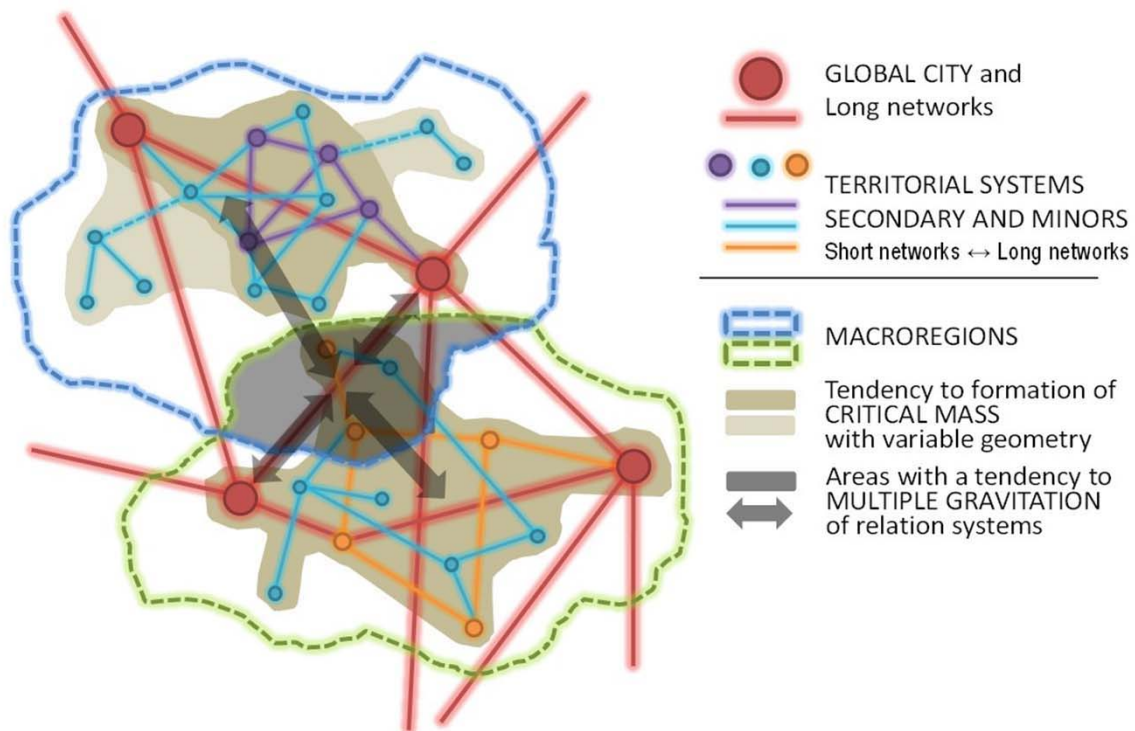 GLOBAL CITY and
Long networks
TERRITORIAL SYSTEMS
SECONDARY AND MINORS
Short networks ↔ Long networks
MACROREGIONS
Tendency to formation of
CRITICAL MASS
with variable geometry
Areas with a tendency to
MULTIPLE GRAVITATION
of relation systems